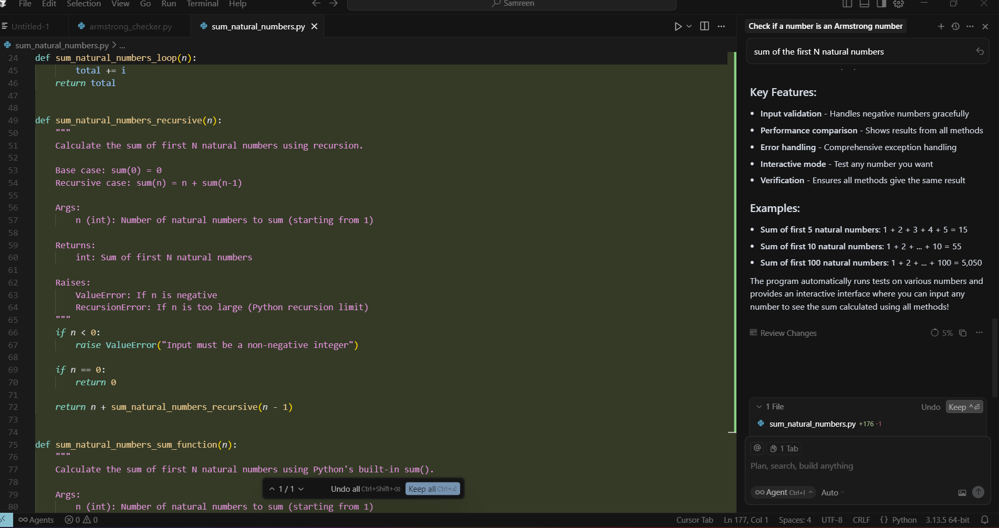 File Edit Selection View Go Run Terminal Help
Samreen
Untitled-1
armstrong_checker.py
sum_natural_numbers.py
sum_natural_numbers.py > ...
24 def sum_natural_numbers_loop(n):
45 total += i
46 return total
47
48
49 def sum_natural_numbers_recursive(n):
50 """
51 Calculate the sum of first N natural numbers using recursion.
52
53 Base case: sum(0) = 0
54 Recursive case: sum(n) = n + sum(n-1)
55
56 Args:
57 n (int): Number of natural numbers to sum (starting from 1)
58
59 Returns:
60 int: Sum of first N natural numbers
61
62 Raises:
63 ValueError: If n is negative
64 RecursionError: If n is too large (Python recursion limit)
65 """
66 if n < 0:
67 raise ValueError("Input must be a non-negative integer")
68
69 if n == 0:
70 return 0
71
72 return n + sum_natural_numbers_recursive(n - 1)
73
74
75 def sum_natural_numbers_sum_function(n):
76 """
77 Calculate the sum of first N natural numbers using Python's built-in sum().
78
79 Args:
80 n (int): Number of natural numbers to sum (starting from 1)
1 / 1 Undo all Ctrl+Shift+⌫ Keep all Ctrl+⏎
Check if a number is an Armstrong number
sum of the first N natural numbers
Key Features:
• Input validation - Handles negative numbers gracefully
• Performance comparison - Shows results from all methods
• Error handling - Comprehensive exception handling
• Interactive mode - Test any number you want
• Verification - Ensures all methods give the same result
Examples:
• Sum of first 5 natural numbers: 1 + 2 + 3 + 4 + 5 = 15
• Sum of first 10 natural numbers: 1 + 2 + ... + 10 = 55
• Sum of first 100 natural numbers: 1 + 2 + ... + 100 = 5,050
The program automatically runs tests on various numbers and
provides an interactive interface where you can input any
number to see the sum calculated using all methods!
Review Changes 5%
1 File Undo Keep ^⏎
sum_natural_numbers.py +176 -1
@ 1 Tab
Plan, search, build anything
Agent Ctrl+I Auto
Agents 0 0 Cursor Tab Ln 177, Col 1 Spaces: 4 UTF-8 CRLF {} Python 3.13.5 64-bit